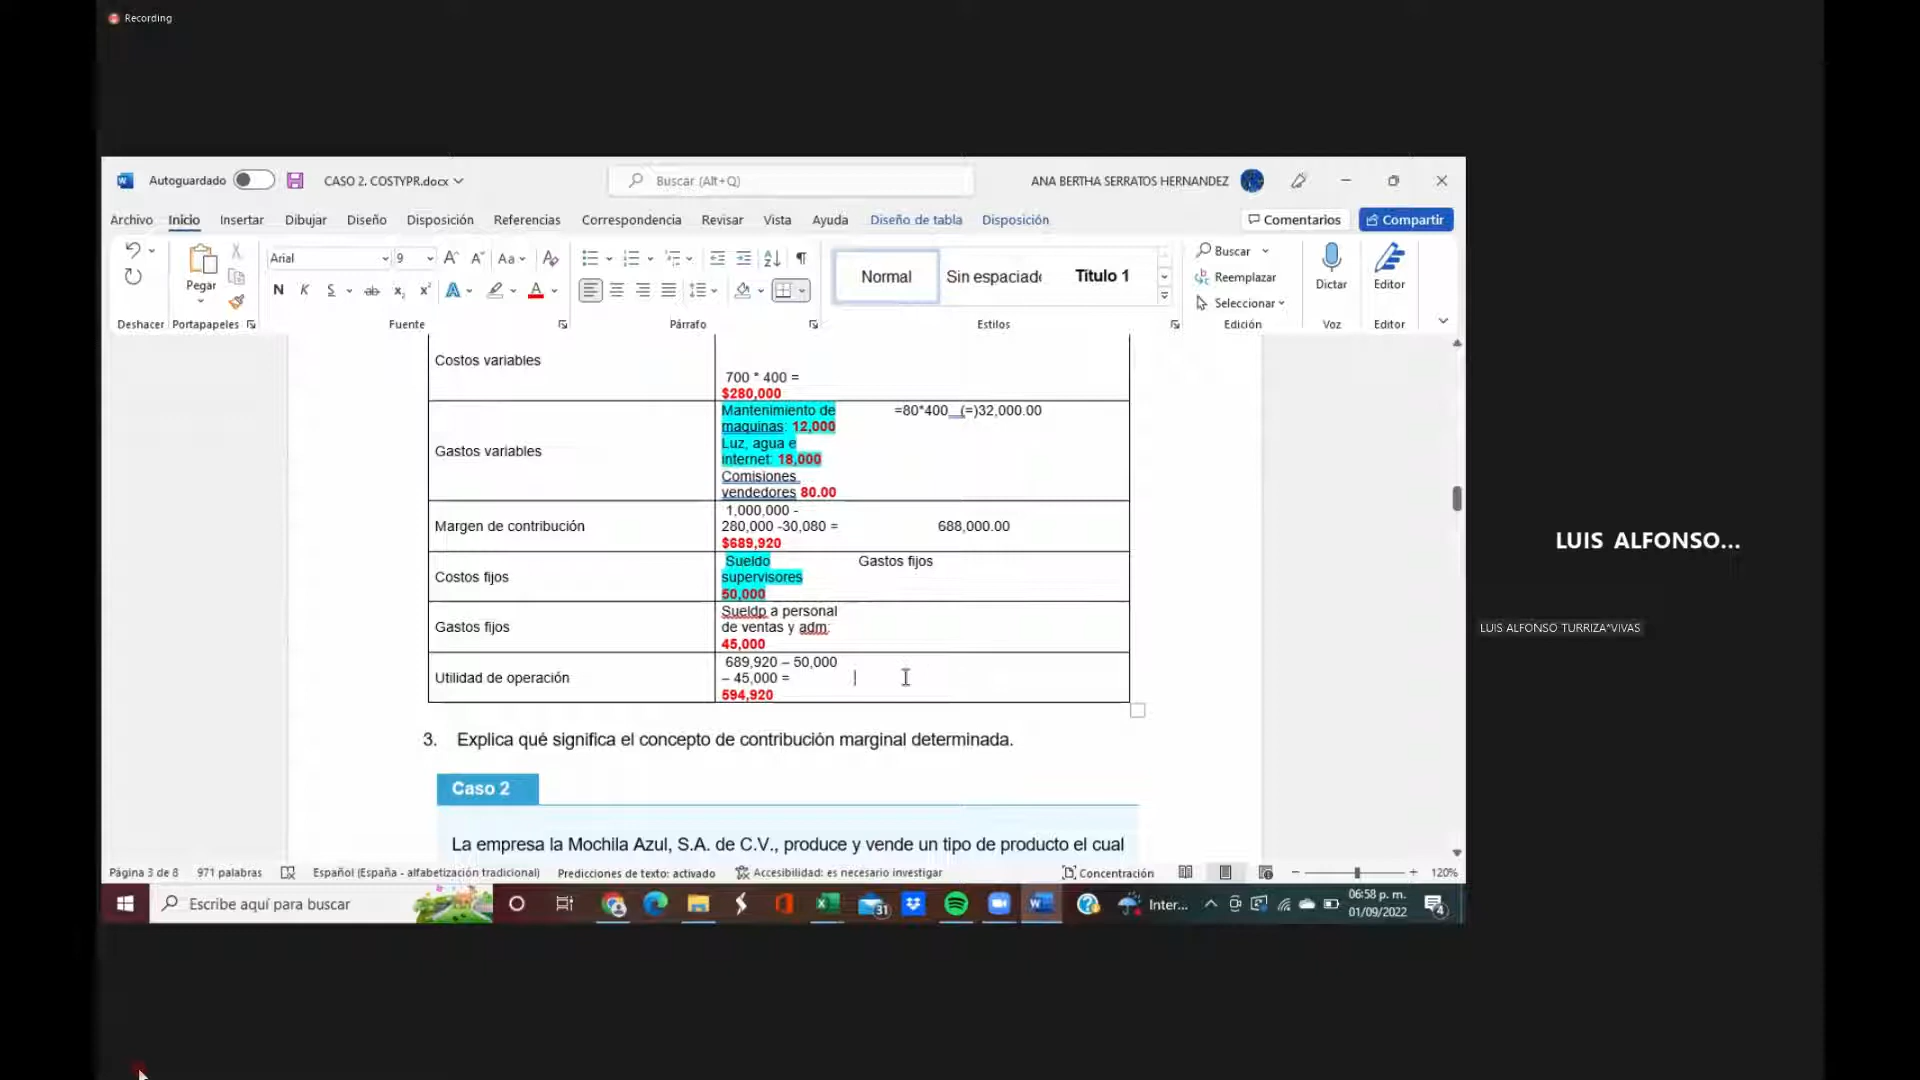 Recording
Autoguardado
CASO 2. COSTYPR.docx
Buscar (Alt+Q)
ANA BERTHA SERRATOS HERNANDEZ
Archivo Inicio Insertar Dibujar Diseño Disposición Referencias Correspondencia Revisar Vista Ayuda Diseño de tabla Disposición
Comentarios Compartir
Pegar
Arial 9
Normal Sin espaciado Título 1
Buscar
Reemplazar
Seleccionar
Dictar
Editor
Deshacer Portapapeles Fuente Párrafo Estilos Edición Voz Editor
Costos variables
700 * 400 =
$280,000
Gastos variables
Mantenimiento de
maquinas: 12,000
Luz, agua e
internet: 18,000
Comisiones
vendedores 80.00
=80*400__(=)32,000.00
Margen de contribución
1,000,000 -
280,000 -30,080 =
$689,920
688,000.00
Costos fijos
Sueldo
supervisores
50,000
Gastos fijos
Gastos fijos
Sueldp a personal
de ventas y adm:
45,000
Utilidad de operación
689,920 – 50,000
– 45,000 =
594,920
3. Explica qué significa el concepto de contribución marginal determinada.
Caso 2
La empresa la Mochila Azul, S.A. de C.V., produce y vende un tipo de producto el cual
Página 3 de 8 971 palabras Español (España - alfabetización tradicional) Predicciones de texto: activado Accesibilidad: es necesario investigar Concentración 120%
Escribe aquí para buscar
31
Inter...
06:58 p. m.
01/09/2022
4
LUIS ALFONSO...
LUIS ALFONSO TURRIZA*VIVAS